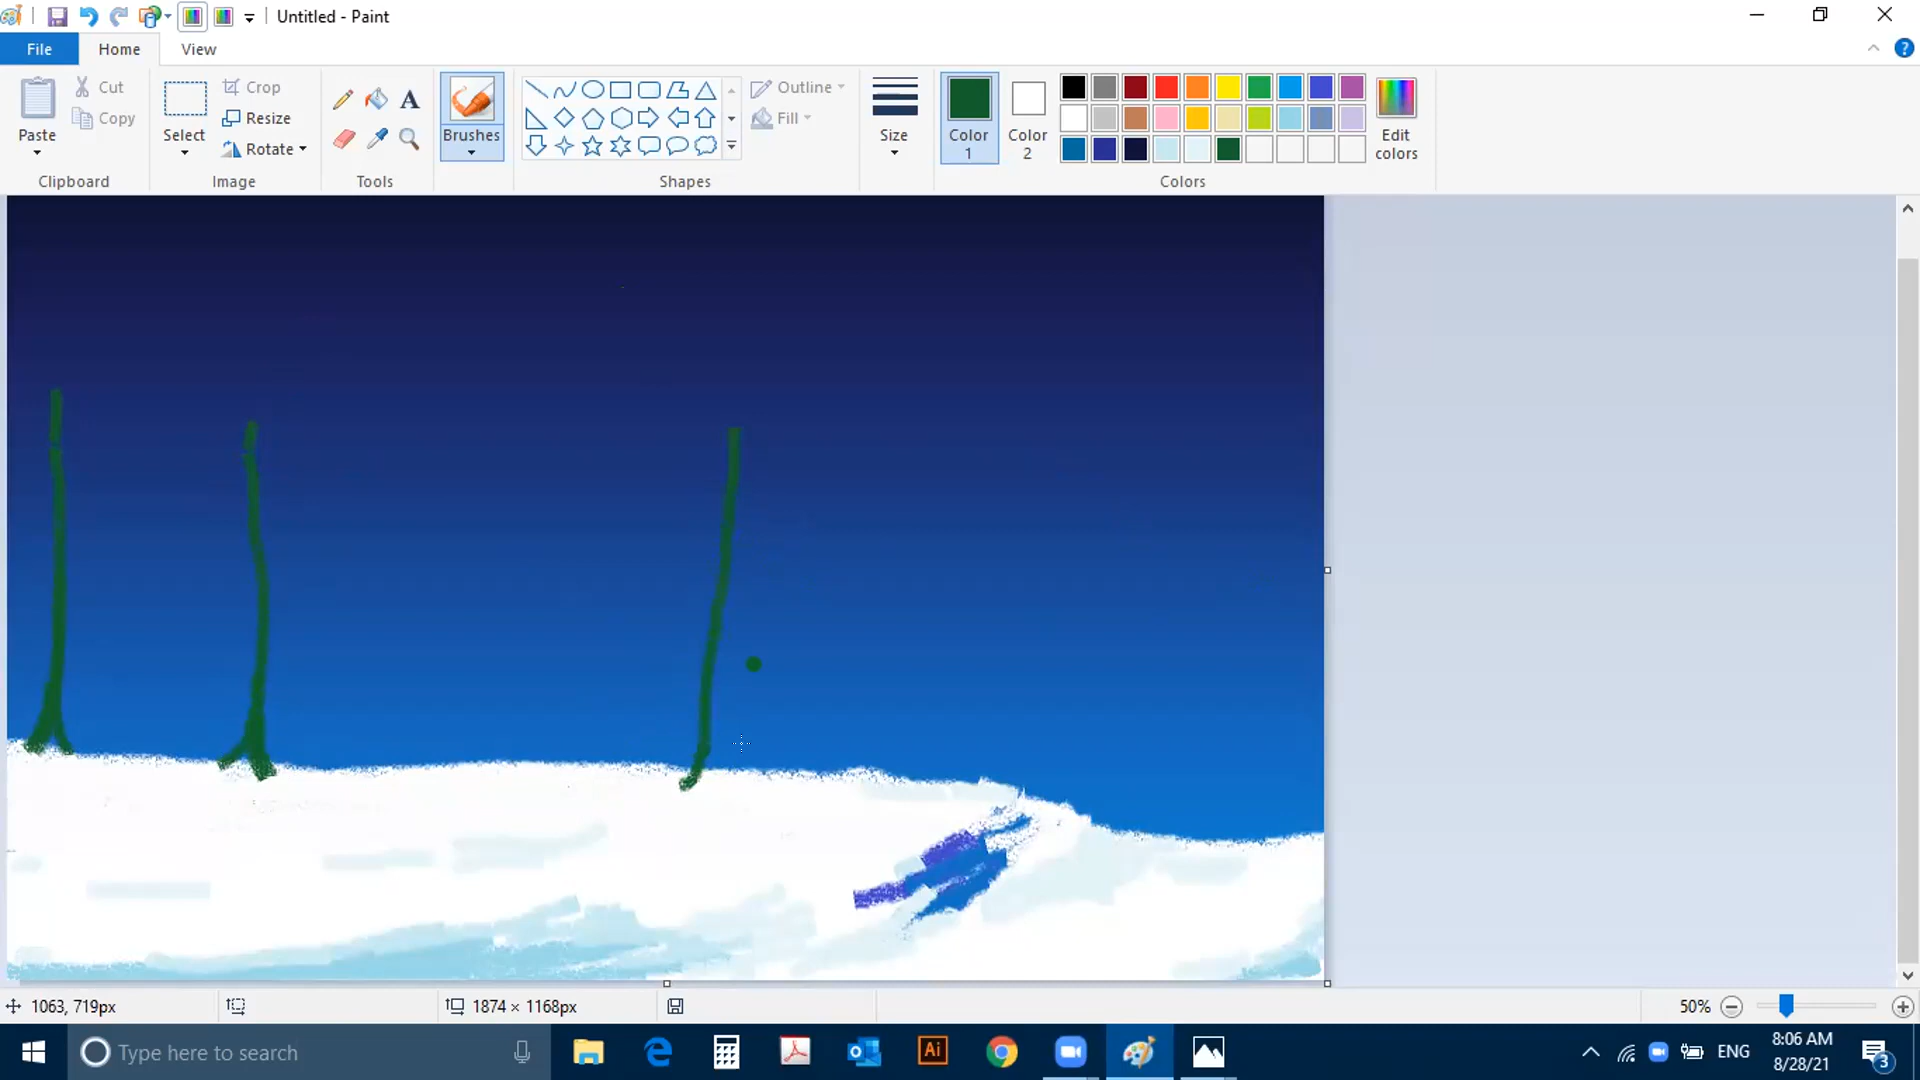 Untitled - Paint
File
Home
View
Paste
Cut
Copy
Clipboard
Select
Crop
Resize
Rotate
Image
A
Tools
Brushes
Outline
Fill
Shapes
Size
Color
1
Color
2
Edit
colors
Colors
?
1063, 719px
1874 × 1168px
50%
Type here to search
Ai
ENG
8:06 AM
8/28/21
3